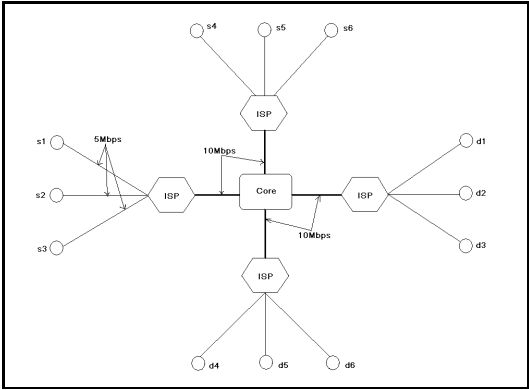 s4
s5
s6
ISP
s1
5Mbps
10Mbps
d1
s2
ISP
Core
ISP
d2
s3
10Mbps
d3
ISP
d4
d5
d6